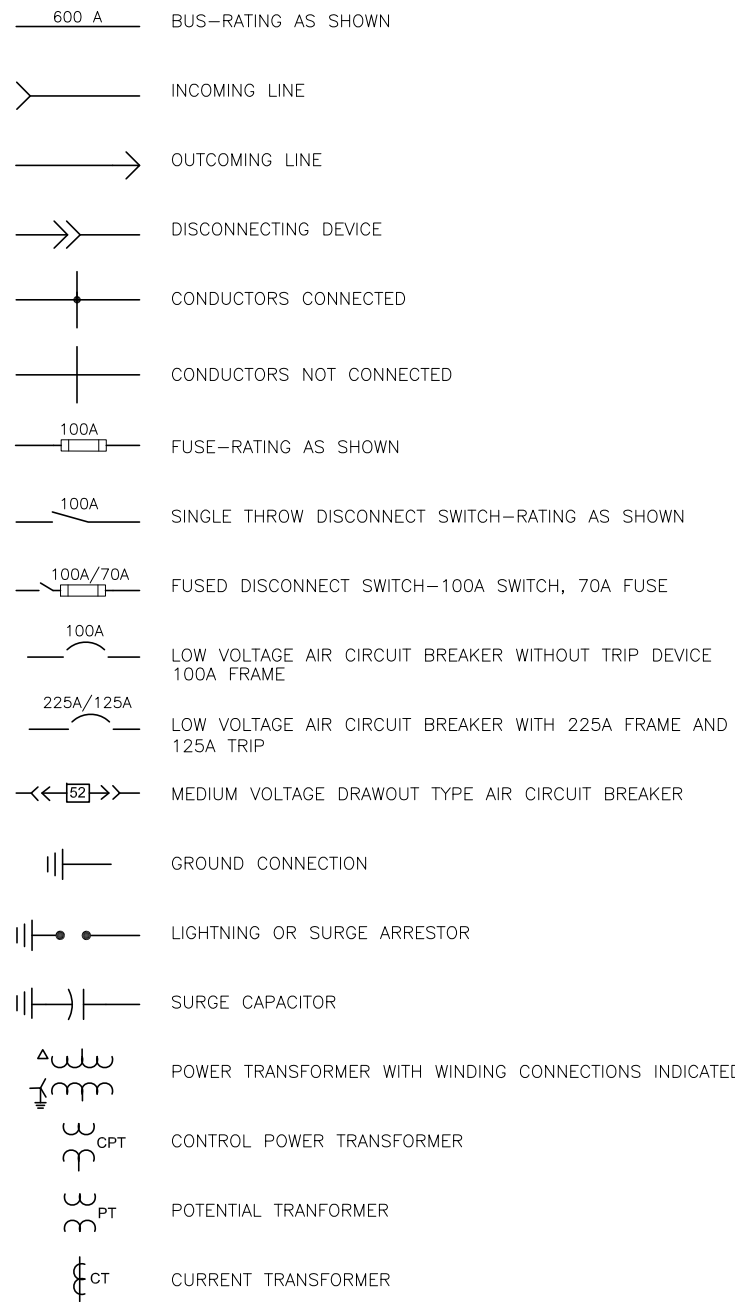 600 A BUS-RATING AS SHOWN
INCOMING LINE
OUTCOMING LINE
DISCONNECTING DEVICE
CONDUCTORS CONNECTED
CONDUCTORS NOT CONNECTED
100A
FUSE-RATING AS SHOWN
100A
SINGLE THROW DISCONNECT SWITCH-RATING AS SHOWN
100A/70A
FUSED DISCONNECT SWITCH-100A SWITCH, 70A FUSE
100A
LOW VOLTAGE AIR CIRCUIT BREAKER WITHOUT TRIP DEVICE
100A FRAME
225A/125A
LOW VOLTAGE AIR CIRCUIT BREAKER WITH 225A FRAME AND
125A TRIP
52 MEDIUM VOLTAGE DRAWOUT TYPE AIR CIRCUIT BREAKER
GROUND CONNECTION
LIGHTNING OR SURGE ARRESTOR
SURGE CAPACITOR
POWER TRANSFORMER WITH WINDING CONNECTIONS INDICATED
CPT CONTROL POWER TRANSFORMER
PT POTENTIAL TRANFORMER
CT CURRENT TRANSFORMER